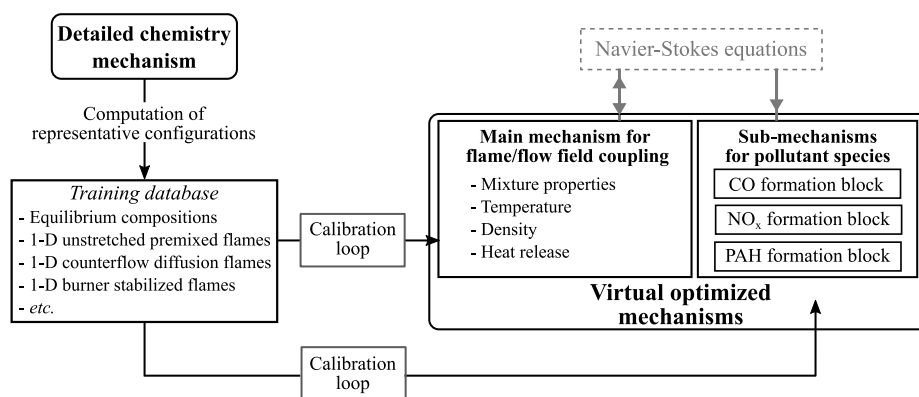 Detailed chemistry
mechanism
Computation of
representative configurations
Training database
- Equilibrium compositions
- 1-D unstretched premixed flames
- 1-D counterflow diffusion flames
- 1-D burner stabilized flames
- etc.
Calibration
loop
Calibration
loop
Navier-Stokes equations
Main mechanism for
flame/flow field coupling
- Mixture properties
- Temperature
- Density
- Heat release
Sub-mechanisms
for pollutant species
CO formation block
NOx formation block
PAH formation block
Virtual optimized
mechanisms